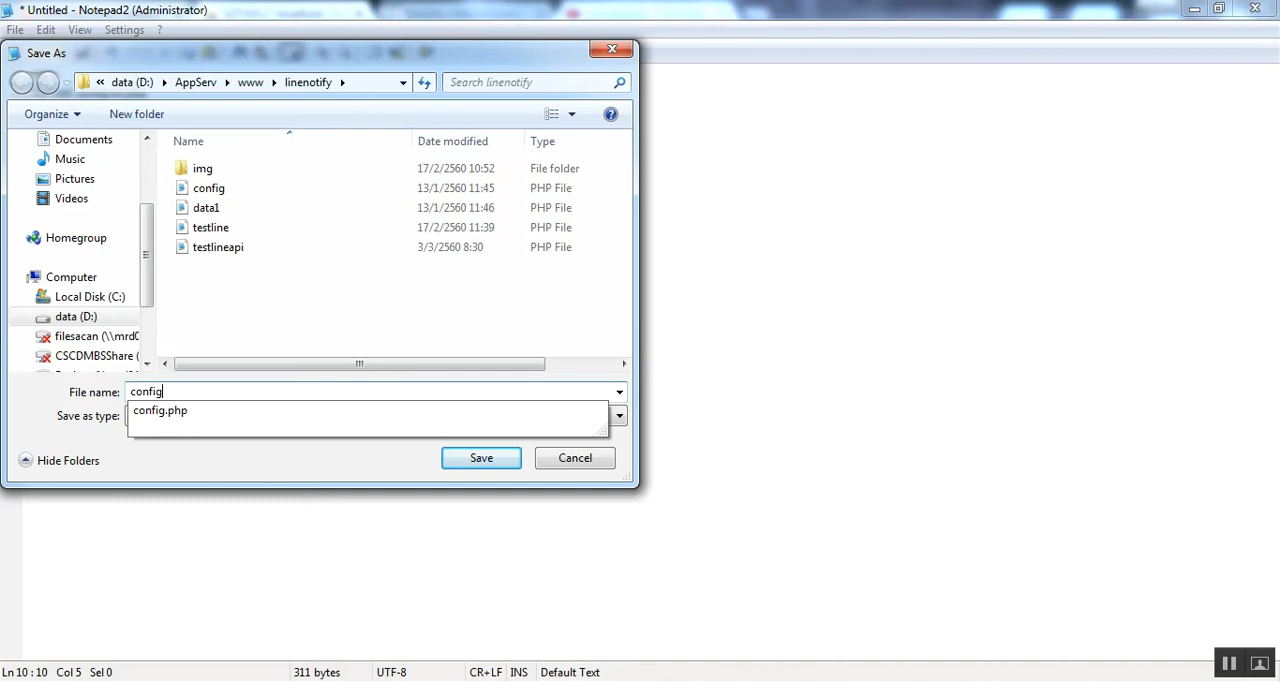 * Untitled - Notepad2 (Administrator)
File Edit View Settings ?
Save As
« data (D:) AppServ www linenotify
Search linenotify
Organize New folder
Name Date modified Type
Documents
Music
Pictures
Videos
Homegroup
Computer
Local Disk (C:)
data (D:)
filesacan (\\mrd0
CSCDMBSShare (
img 17/2/2560 10:52 File folder
config 13/1/2560 11:45 PHP File
data1 13/1/2560 11:46 PHP File
testline 17/2/2560 11:39 PHP File
testlineapi 3/3/2560 8:30 PHP File
File name: config
config.php
Save as type:
Hide Folders
Save Cancel
Ln 10 : 10 Col 5 Sel 0 311 bytes UTF-8 CR+LF INS Default Text